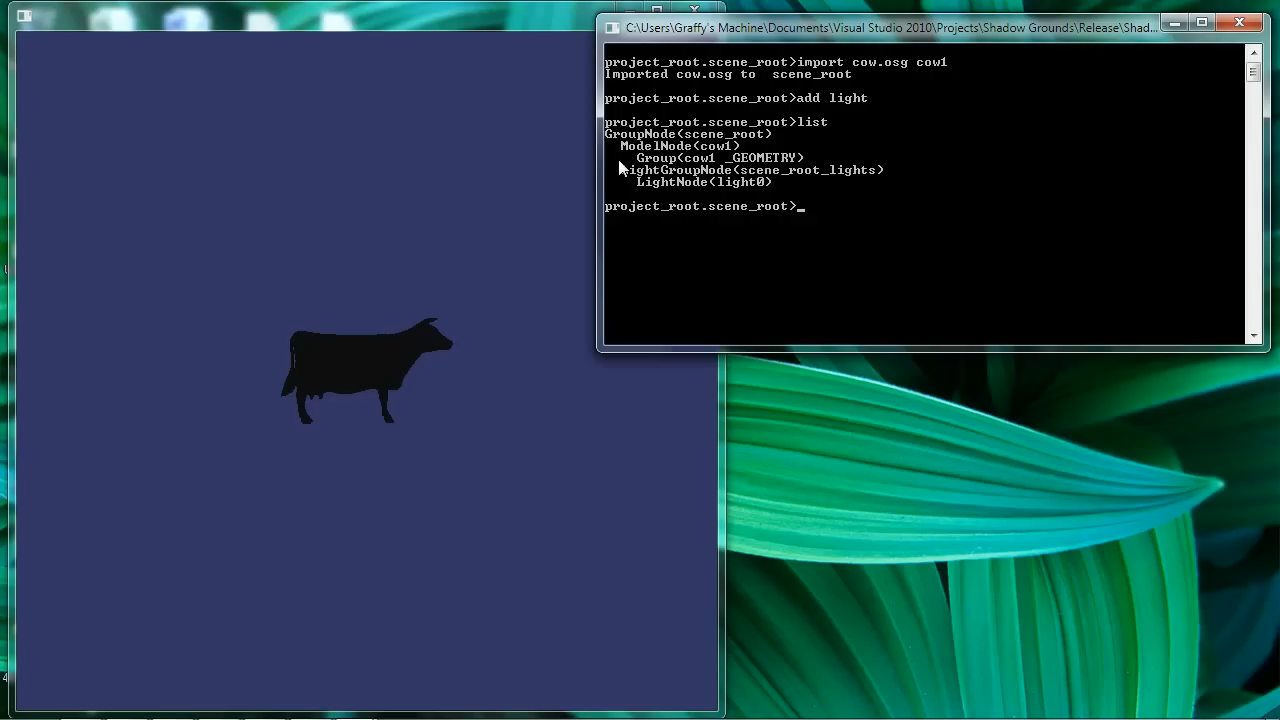 C:\Users\Graffy's Machine\Documents\Visual Studio 2010\Projects\Shadow Grounds\Release\Shad...
project_root.scene_root>import cow.osg cow1
Imported cow.osg to  scene_root
project_root.scene_root>add light
project_root.scene_root>list
GroupNode(scene_root)
ModelNode(cow1)
Group(cow1 _GEOMETRY)
ightGroupNode(scene_root_lights)
LightNode(light0)
project_root.scene_root>_
4